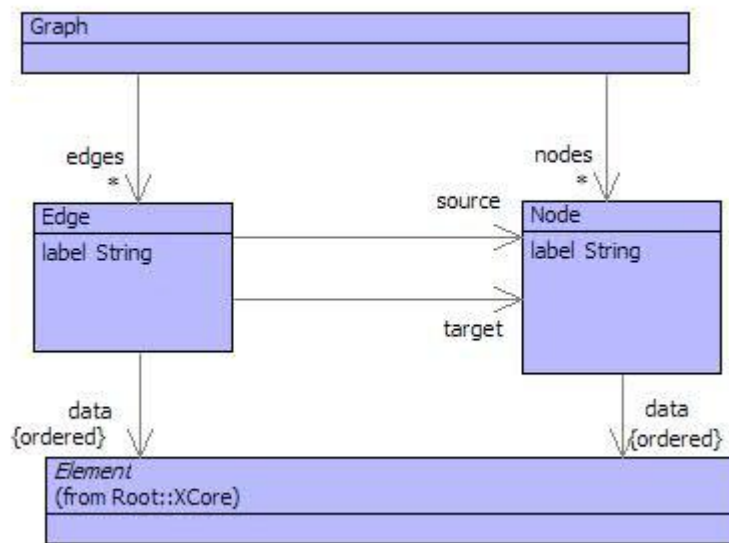 Graph
edges
*
nodes
*
Edge
label String
source
Node
label String
target
data
{ordered}
data
{ordered}
Element
(from Root::XCore)